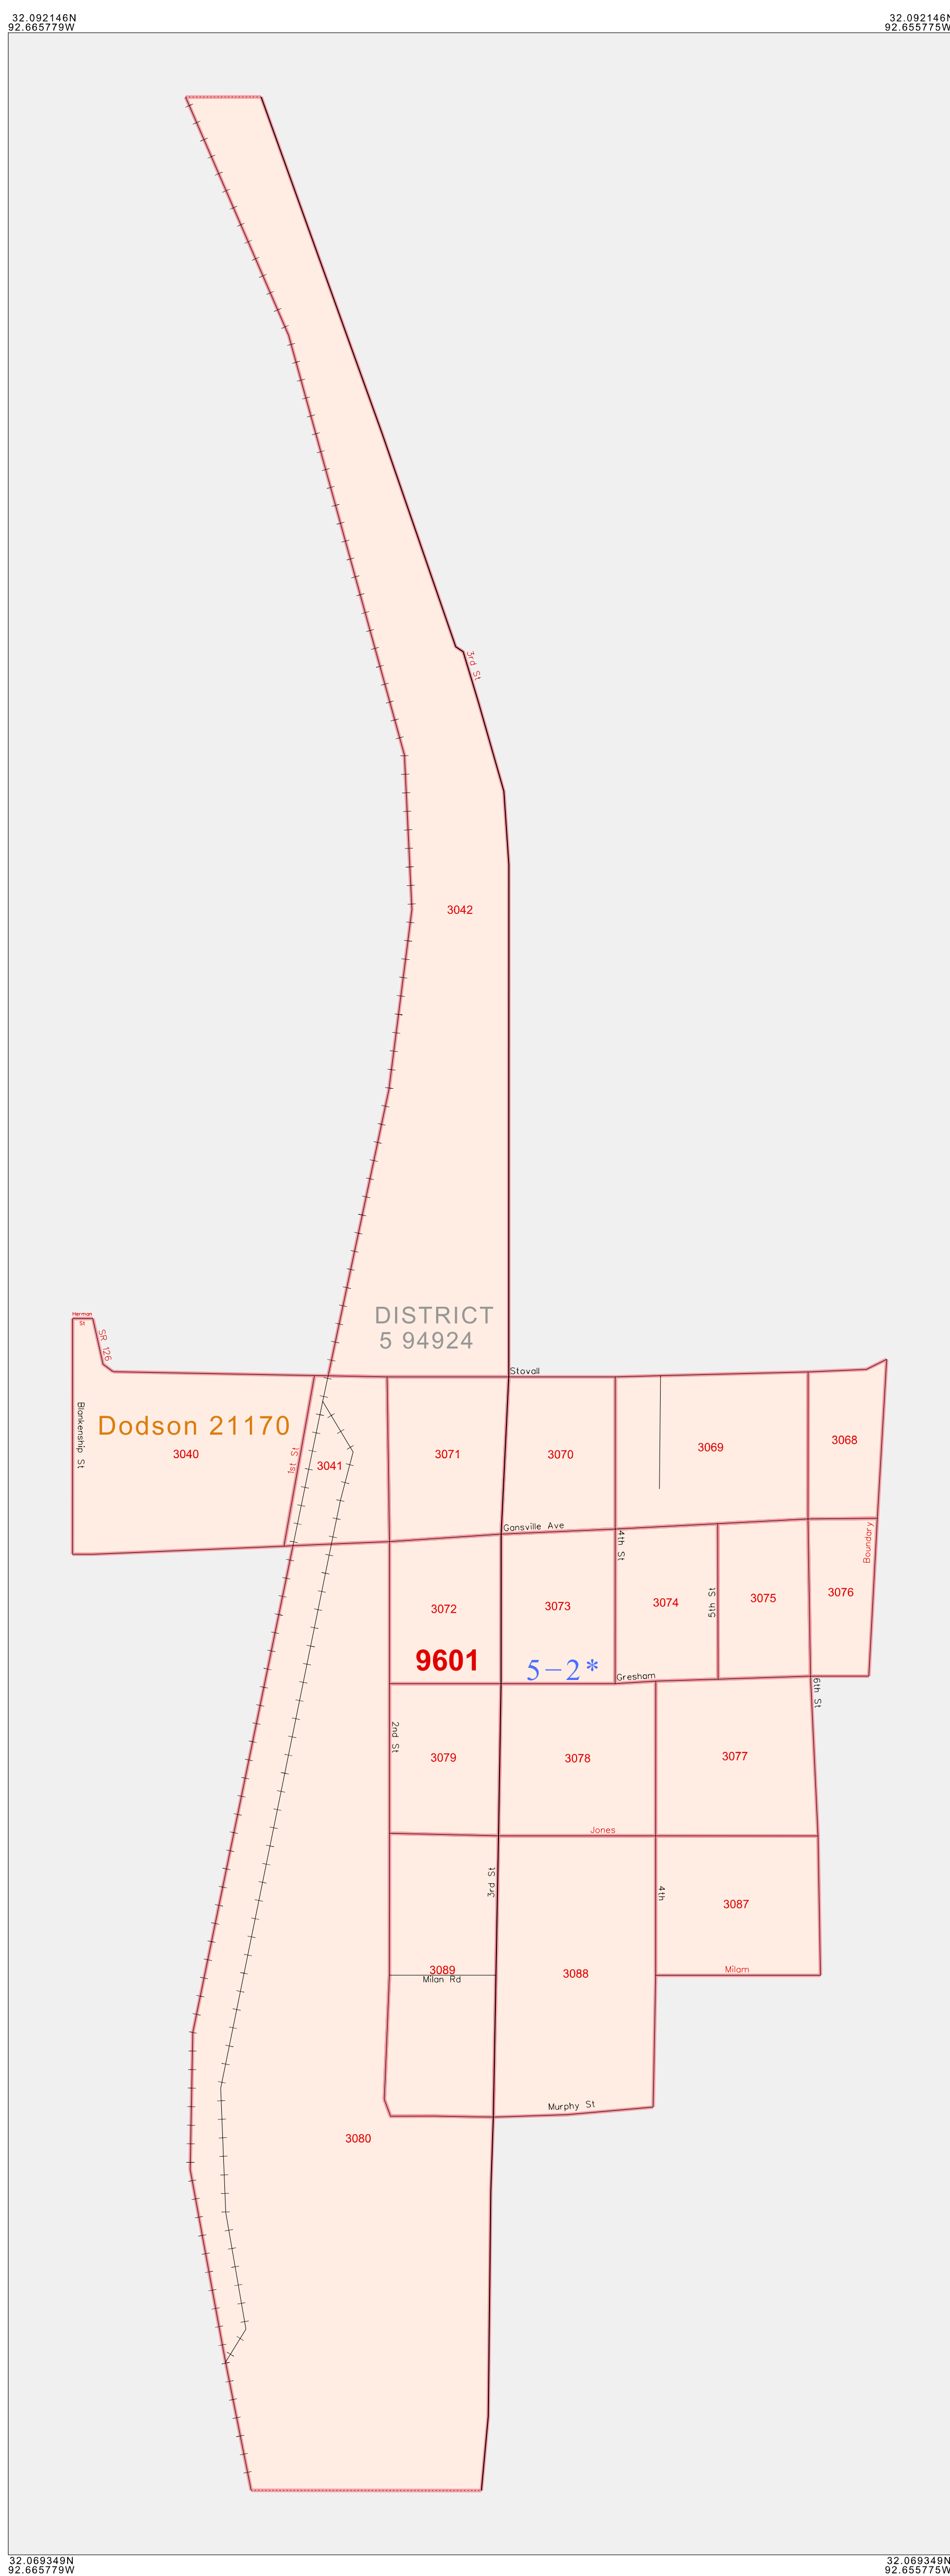 32.092146N
92.665779W
32.092146N
92.655775W
3rd St
3042
DISTRICT
5 94924
Herman
St
SR 126
Stovall
Blankenship St
Dodson 21170
3040
1st St
3041
3071
3070
3069
3068
Gansville Ave
4th St
Boundary
3072
3073
3074
5th St
3075
3076
9601
5-2*
Gresham
6th St
2nd St
3079
3078
3077
Jones
3rd St
4th
3087
3089
Milan Rd
3088
Milam
Murphy St
3080
32.069349N
92.665779W
32.069349N
92.655775W